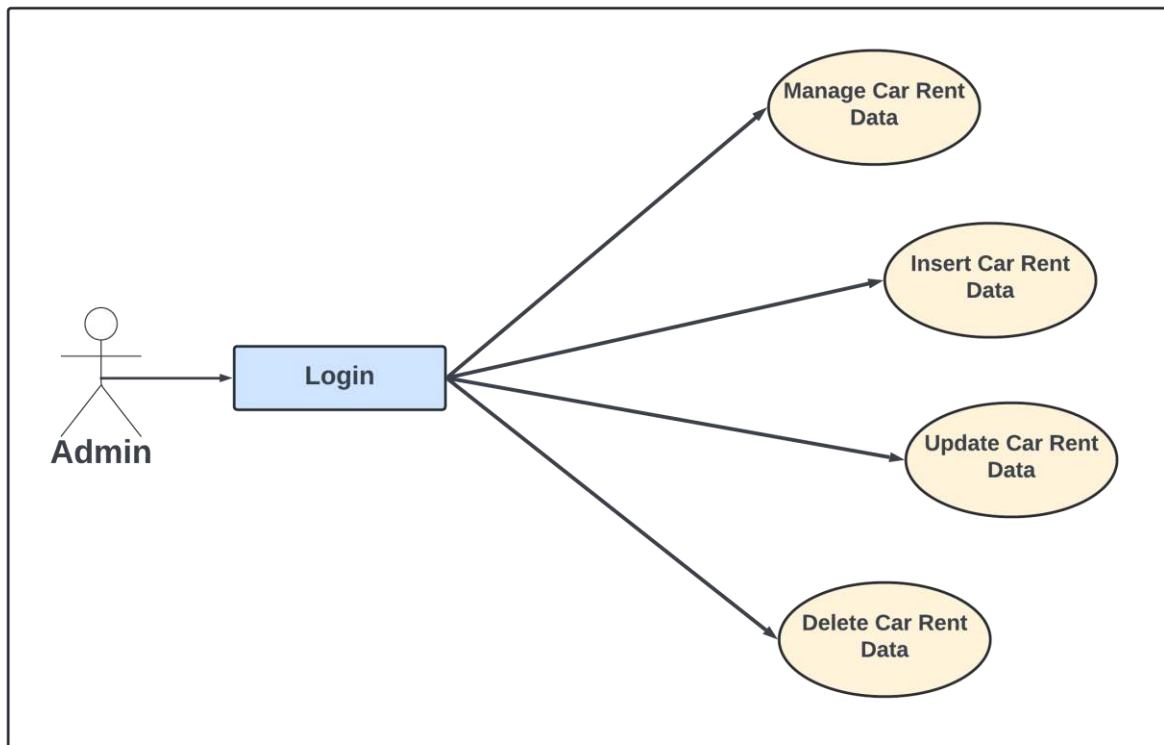 Manage Car Rent
Data
Insert Car Rent
Data
Login
Admin
Update Car Rent
Data
Delete Car Rent
Data